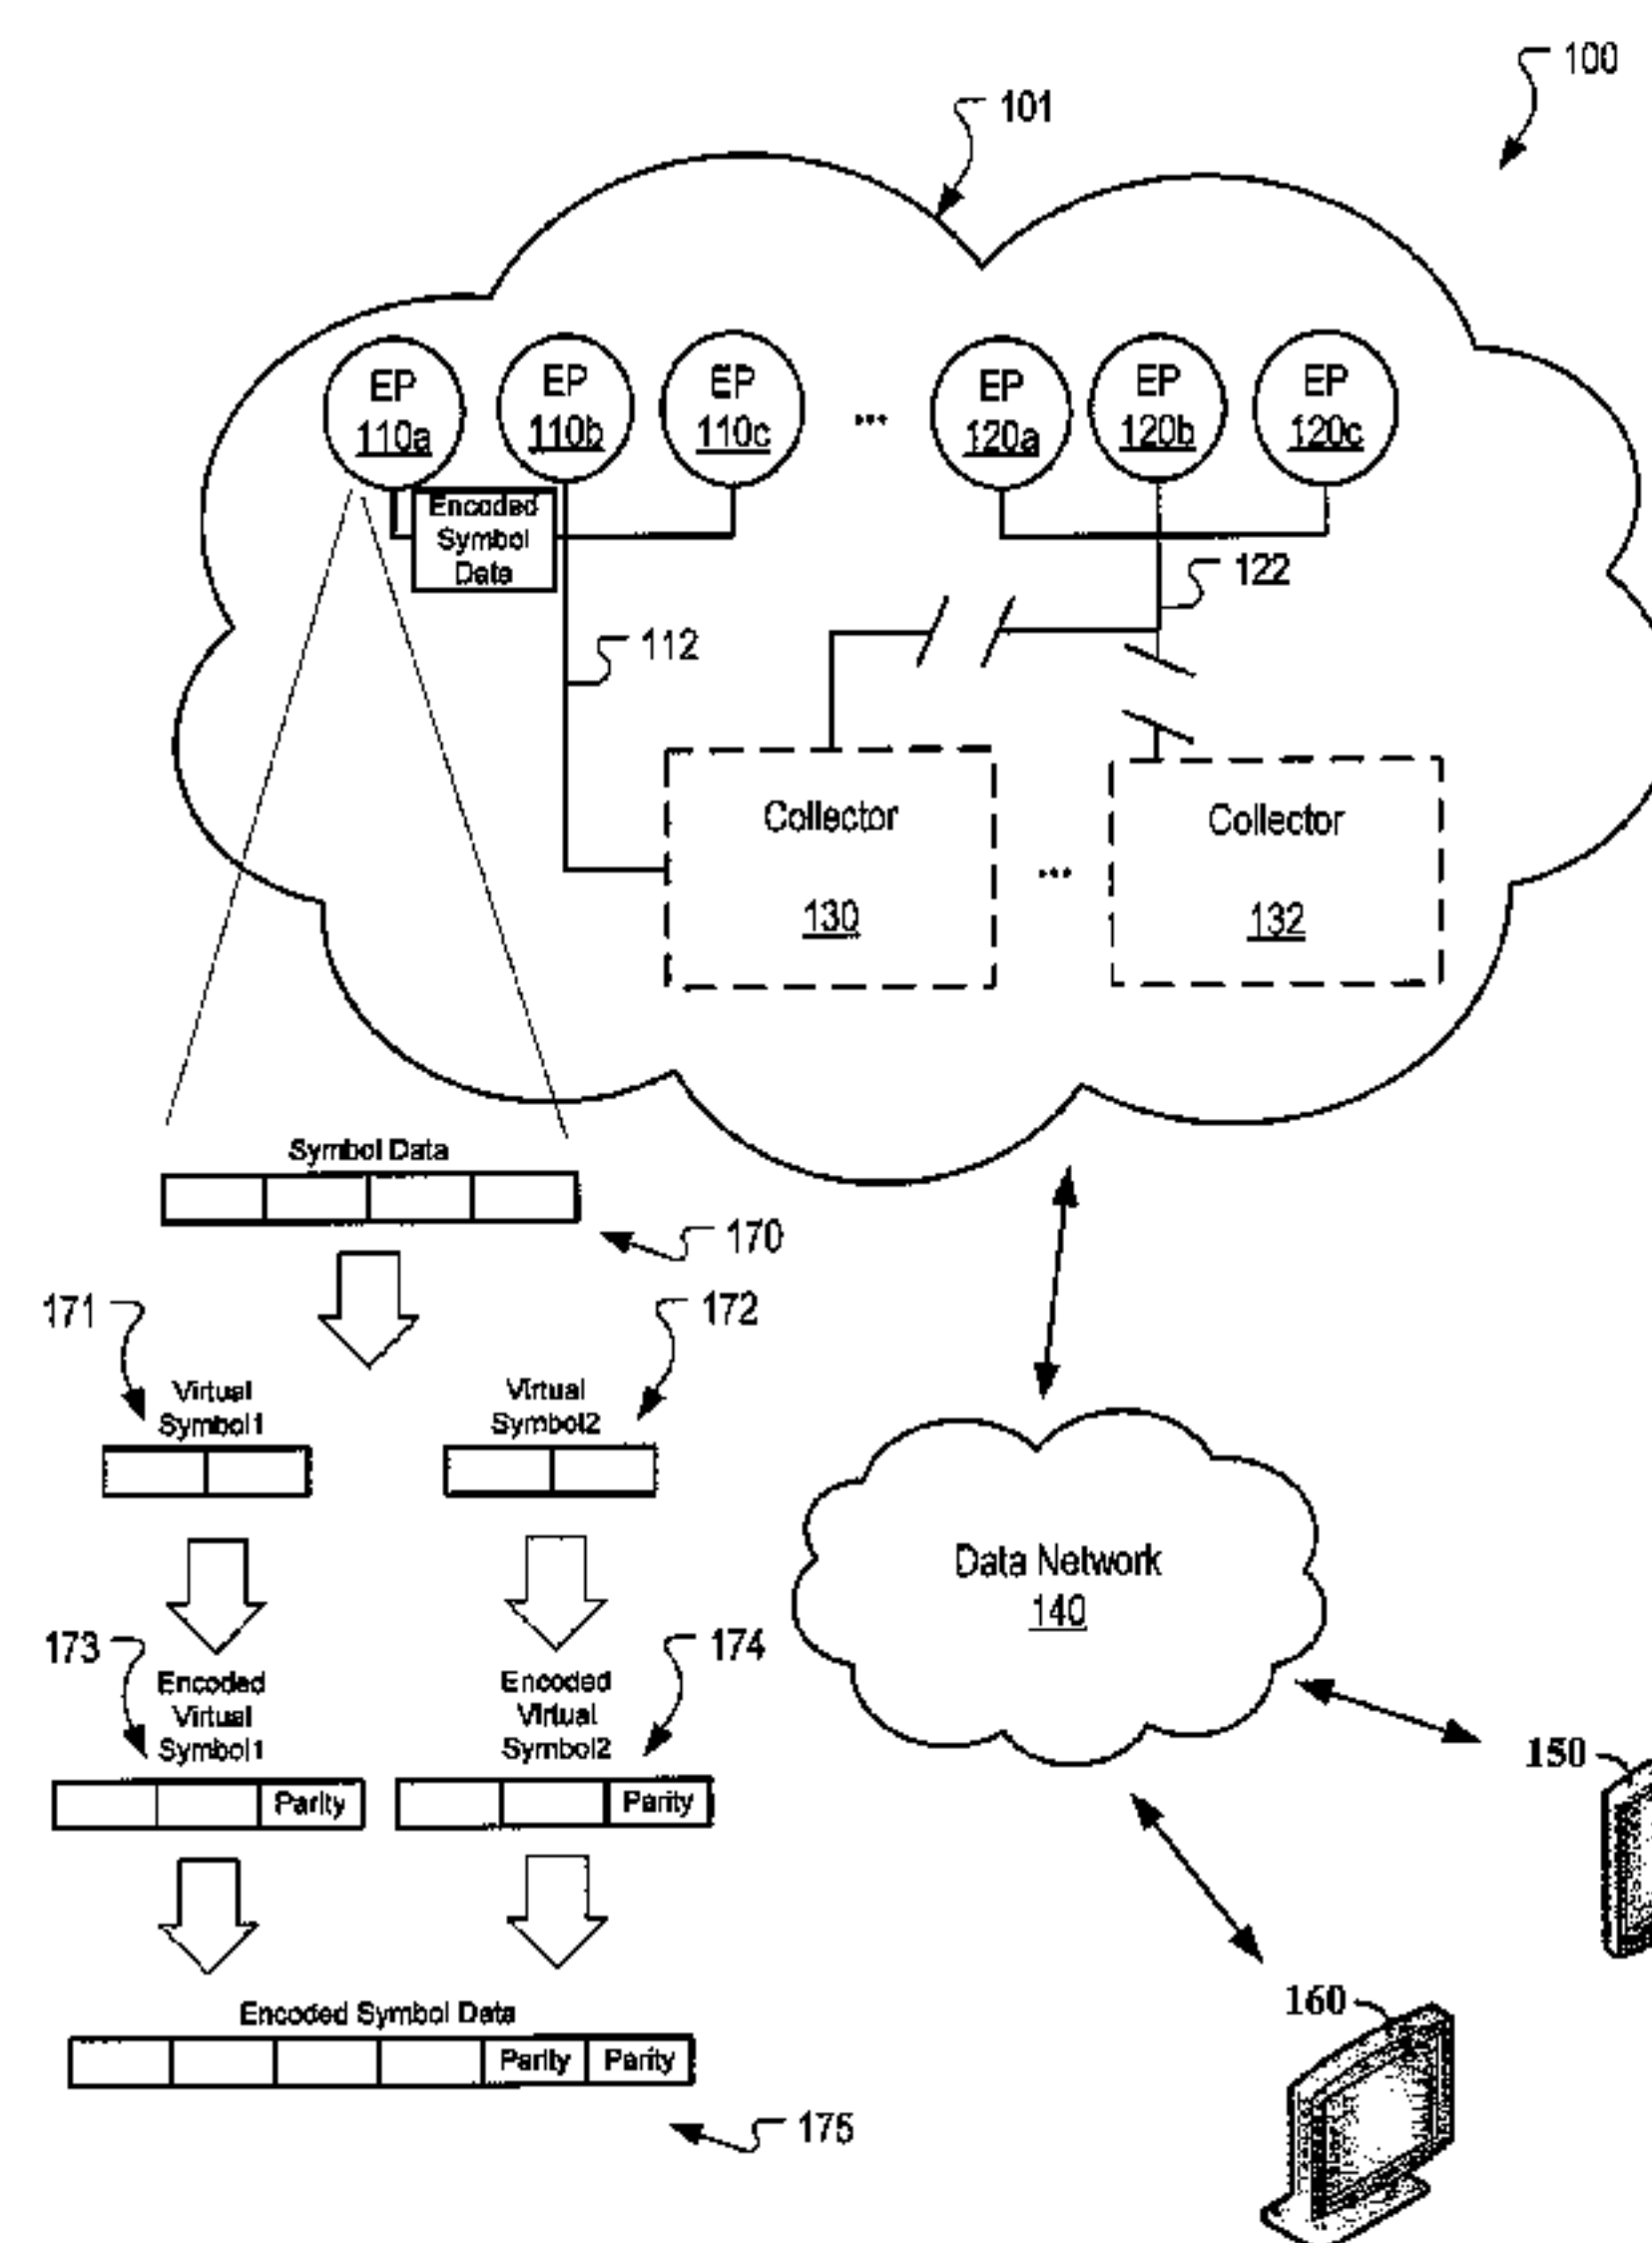 100
101
EP
110a
EP
110b
EP
110c
...
EP
120a
EP
120b
EP
120c
Encoded
Symbol
Data
122
112
Collector
130
...
Collector
132
Symbol Data
170
171
172
Virtual
Symbol1
Virtual
Symbol2
Data Network
140
173
174
Encoded
Virtual
Symbol1
Encoded
Virtual
Symbol2
150
Parity
Parity
160
Encoded Symbol Data
Parity
Parity
175